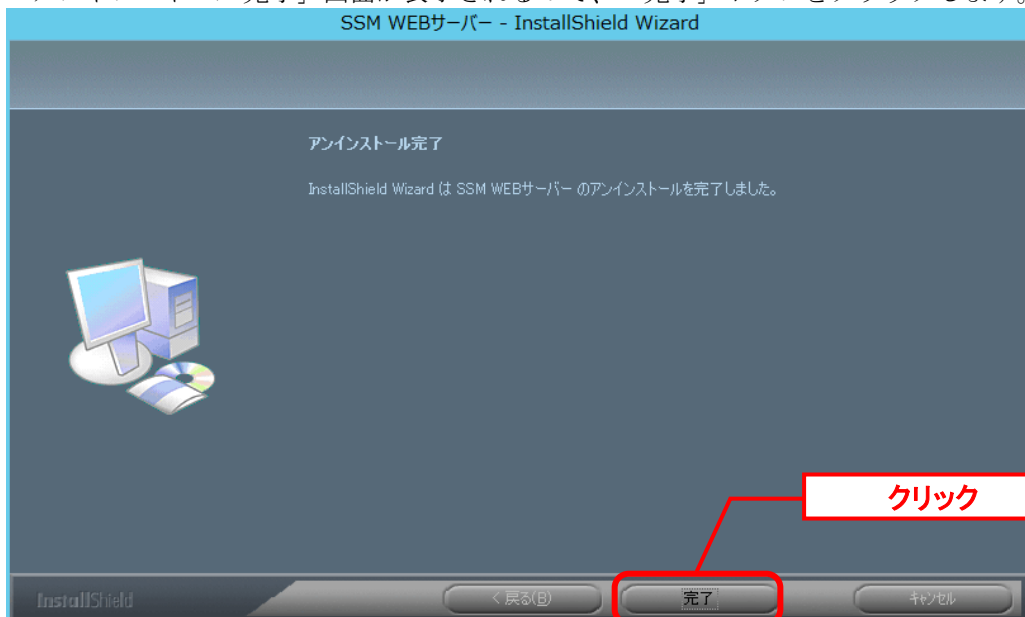 SSM WEBサーバー - InstallShield Wizard
アンインストール完了
InstallShield Wizard は SSM WEBサーバー のアンインストールを完了しました。
クリック
InstallShield
< 戻る(B)
完了
キャンセル